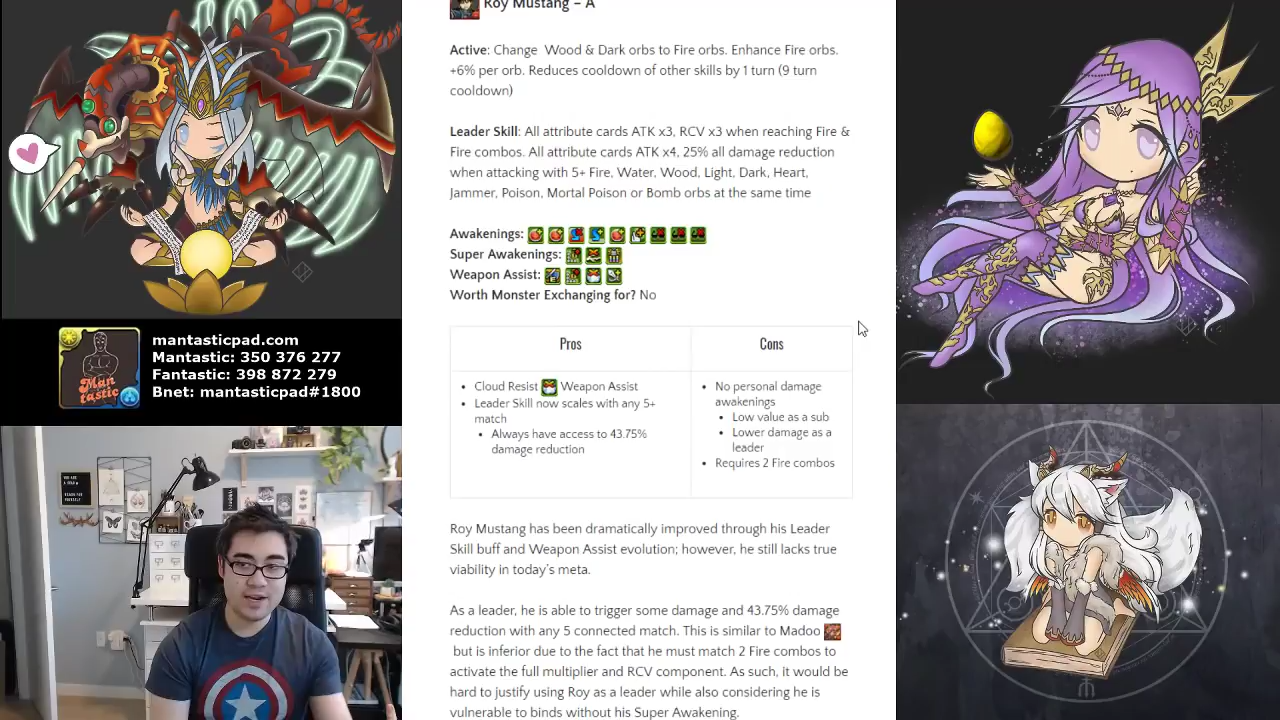 Roy Mustang – A
Active: Change Wood & Dark orbs to Fire orbs. Enhance Fire orbs.
+6% per orb. Reduces cooldown of other skills by 1 turn (9 turn
cooldown)
Leader Skill: All attribute cards ATK x3, RCV x3 when reaching Fire &
Fire combos. All attribute cards ATK x4, 25% all damage reduction
when attacking with 5+ Fire, Water, Wood, Light, Dark, Heart,
Jammer, Poison, Mortal Poison or Bomb orbs at the same time
Awakenings:
Super Awakenings:
Weapon Assist:
Worth Monster Exchanging for? No
Pros
Cloud Resist Weapon Assist
Leader Skill now scales with any 5+
match
Always have access to 43.75%
damage reduction
Cons
No personal damage
awakenings
Low value as a sub
Lower damage as a
leader
Requires 2 Fire combos
Roy Mustang has been dramatically improved through his Leader
Skill buff and Weapon Assist evolution; however, he still lacks true
viability in today's meta.
As a leader, he is able to trigger some damage and 43.75% damage
reduction with any 5 connected match. This is similar to Madoo
but is inferior due to the fact that he must match 2 Fire combos to
activate the full multiplier and RCV component. As such, it would be
hard to justify using Roy as a leader while also considering he is
vulnerable to binds without his Super Awakening.
Man
tastic
mantasticpad.com
Mantastic: 350 376 277
Fantastic: 398 872 279
Bnet: mantasticpad#1800